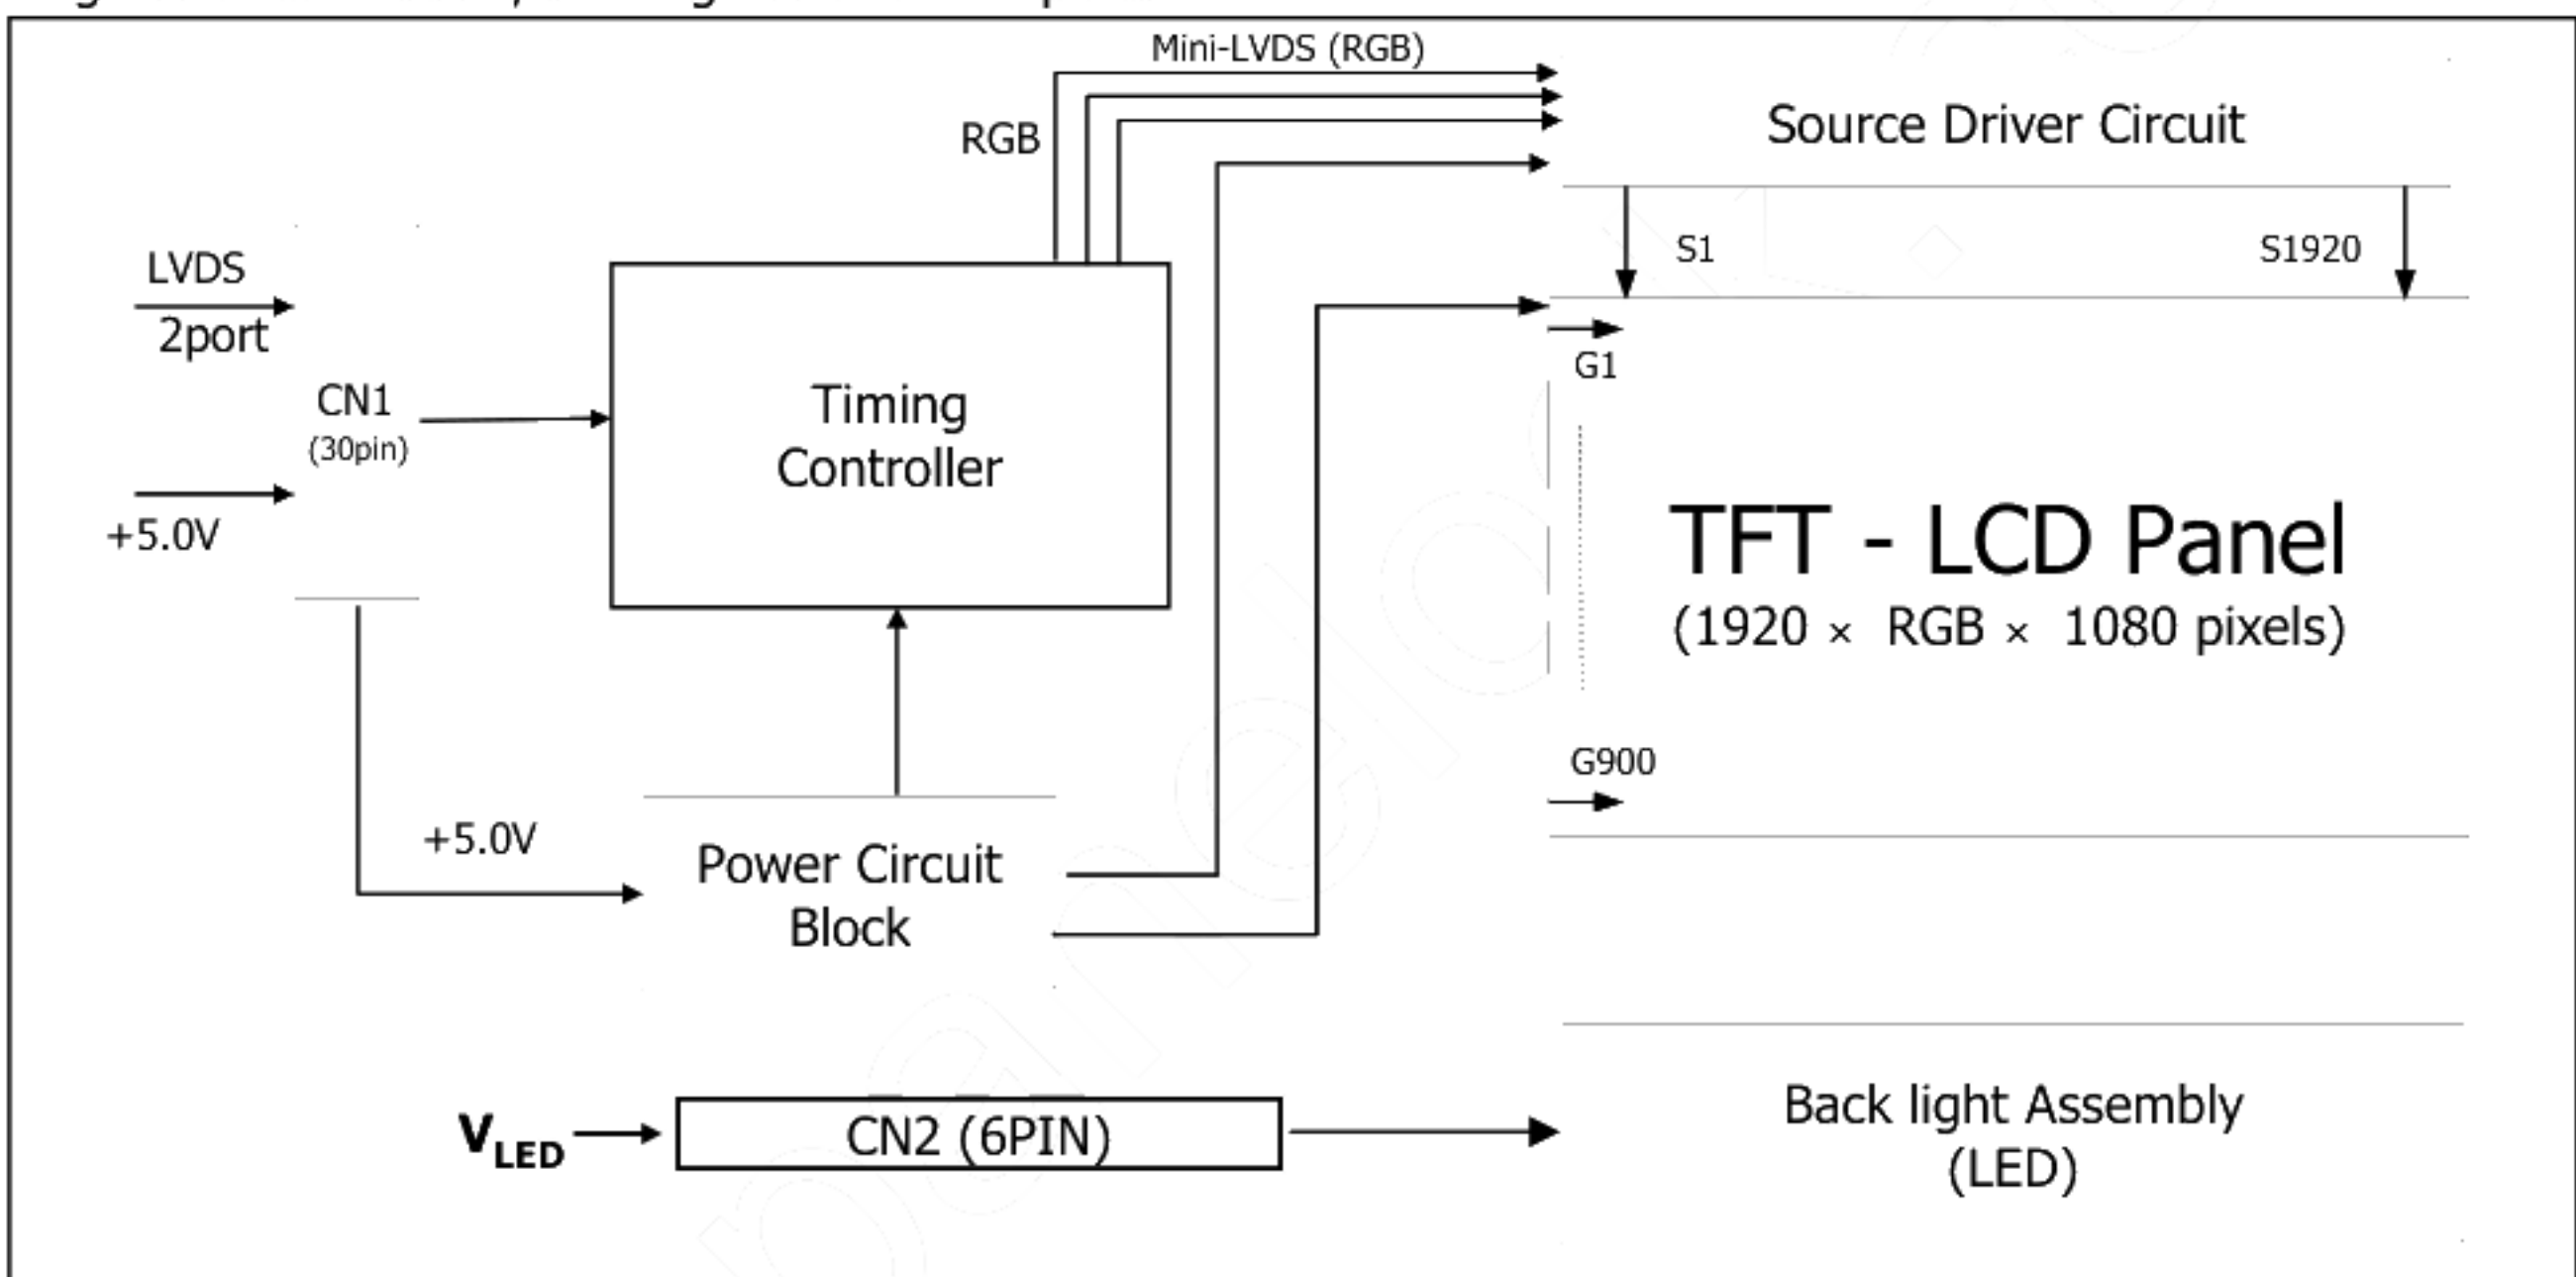 Mini-LVDS (RGB)
RGB
Source Driver Circuit
S1
S1920
LVDS
2port
CN1
(30pin)
+5.0V
Timing
Controller
G1
TFT - LCD Panel
(1920 × RGB × 1080 pixels)
G900
+5.0V
Power Circuit
Block
VLED
CN2 (6PIN)
Back light Assembly
(LED)